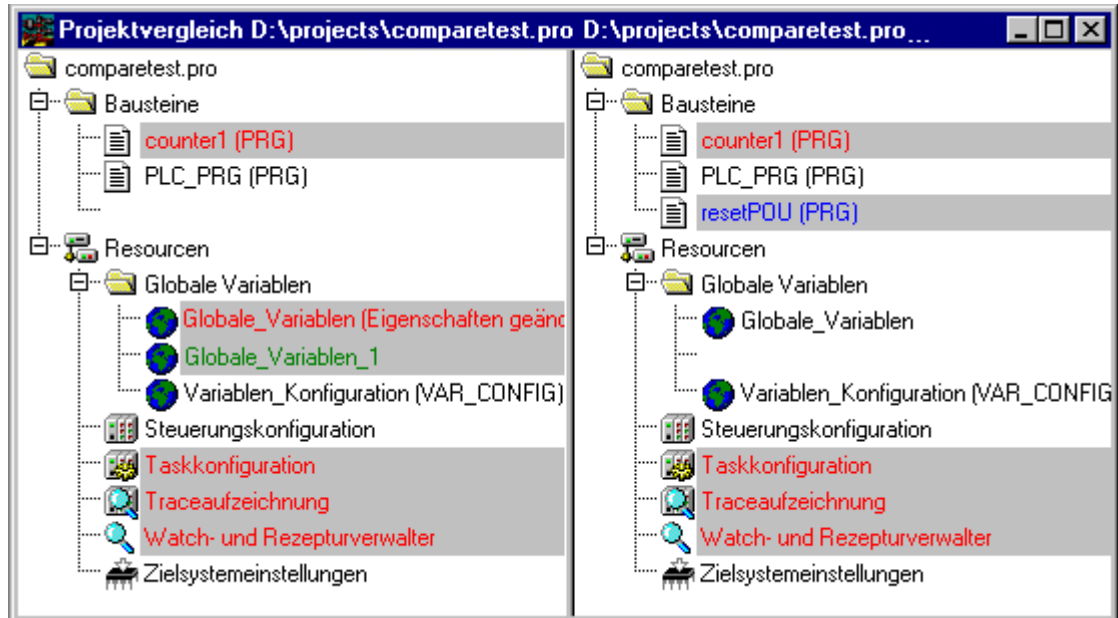 Projektvergleich D:\projects\comparetest.pro D:\projects\comparetest.pro...
comparetest.pro
Bausteine
counter1 (PRG)
PLC_PRG (PRG)
Resourcen
Globale Variablen
Globale_Variablen (Eigenschaften geänd
Globale_Variablen_1
Variablen_Konfiguration (VAR_CONFIG)
Steuerungskonfiguration
Taskkonfiguration
Traceaufzeichnung
Watch- und Rezepturverwalter
Zielsystemeinstellungen
comparetest.pro
Bausteine
counter1 (PRG)
PLC_PRG (PRG)
resetPOU (PRG)
Resourcen
Globale Variablen
Globale_Variablen
Variablen_Konfiguration (VAR_CONFIG
Steuerungskonfiguration
Taskkonfiguration
Traceaufzeichnung
Watch- und Rezepturverwalter
Zielsystemeinstellungen